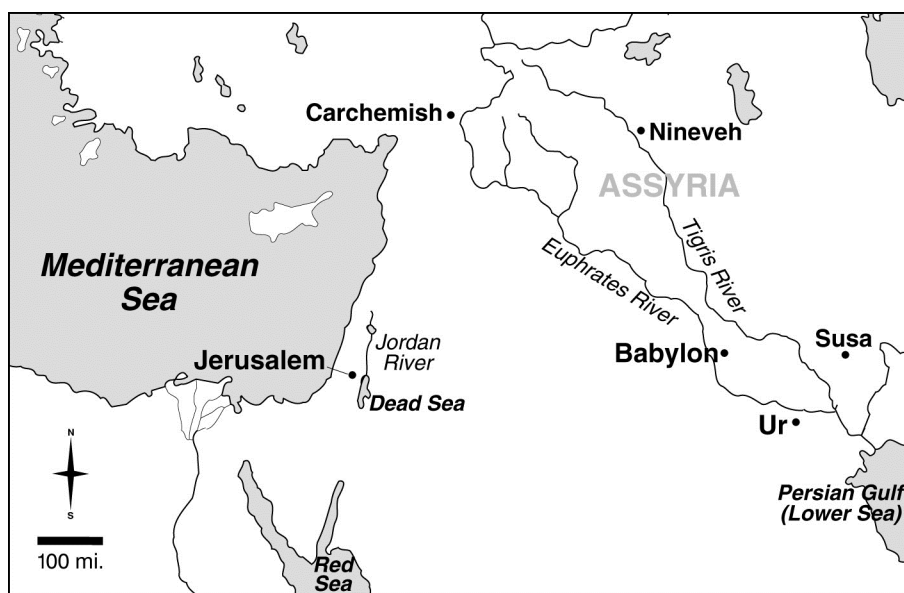 Carchemish
Nineveh
ASSYRIA
Mediterranean
Sea
Euphrates River
Tigris River
Jordan
River
Jerusalem
Babylon
Susa
Dead Sea
Ur
N
S
100 mi.
Persian Gulf
(Lower Sea)
Red
Sea